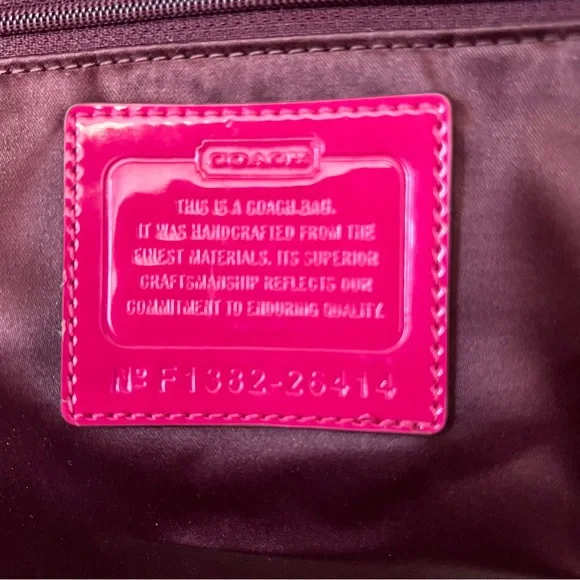 COACH
THIS IS A COACH BAG.
IT WAS HANDCRAFTED FROM THE
FINEST MATERIALS. ITS SUPERIOR
CRAFTSMANSHIP REFLECTS OUR
COMMITMENT TO ENDURING QUALITY.
Nº F1382-26414